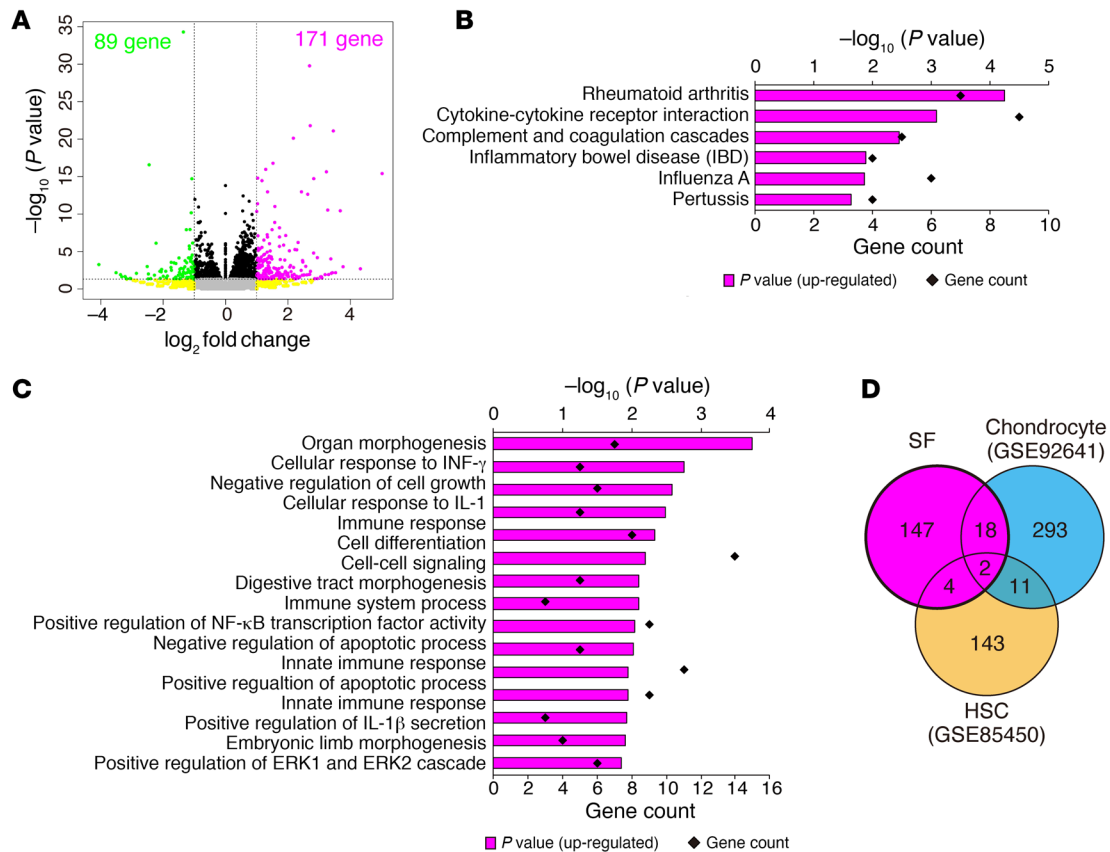 A
89 gene
171 gene
35
30
25
20
15
10
5
0
–log10 (P value)
–4 –2 0 2 4
log2 fold change
B
–log10 (P value)
0 1 2 3 4 5
Rheumatoid arthritis
Cytokine-cytokine receptor interaction
Complement and coagulation cascades
Inflammatory bowel disease (IBD)
Influenza A
Pertussis
0 2 4 6 8 10
Gene count
P value (up-regulated) Gene count
C
–log10 (P value)
0 1 2 3 4
Organ morphogenesis
Cellular response to INF-γ
Negative regulation of cell growth
Cellular response to IL-1
Immune response
Cell differentiation
Cell-cell signaling
Digestive tract morphogenesis
Immune system process
Positive regulation of NF-κB transcription factor activity
Negative regulation of apoptotic process
Innate immune response
Positive regualtion of apoptotic process
Innate immune response
Positive regulation of IL-1β secretion
Embryonic limb morphogenesis
Positive regulation of ERK1 and ERK2 cascade
0 2 4 6 8 10 12 14 16
Gene count
P value (up-regulated) Gene count
D
SF
Chondrocyte
(GSE92641)
147
18
293
2
4
11
143
HSC
(GSE85450)